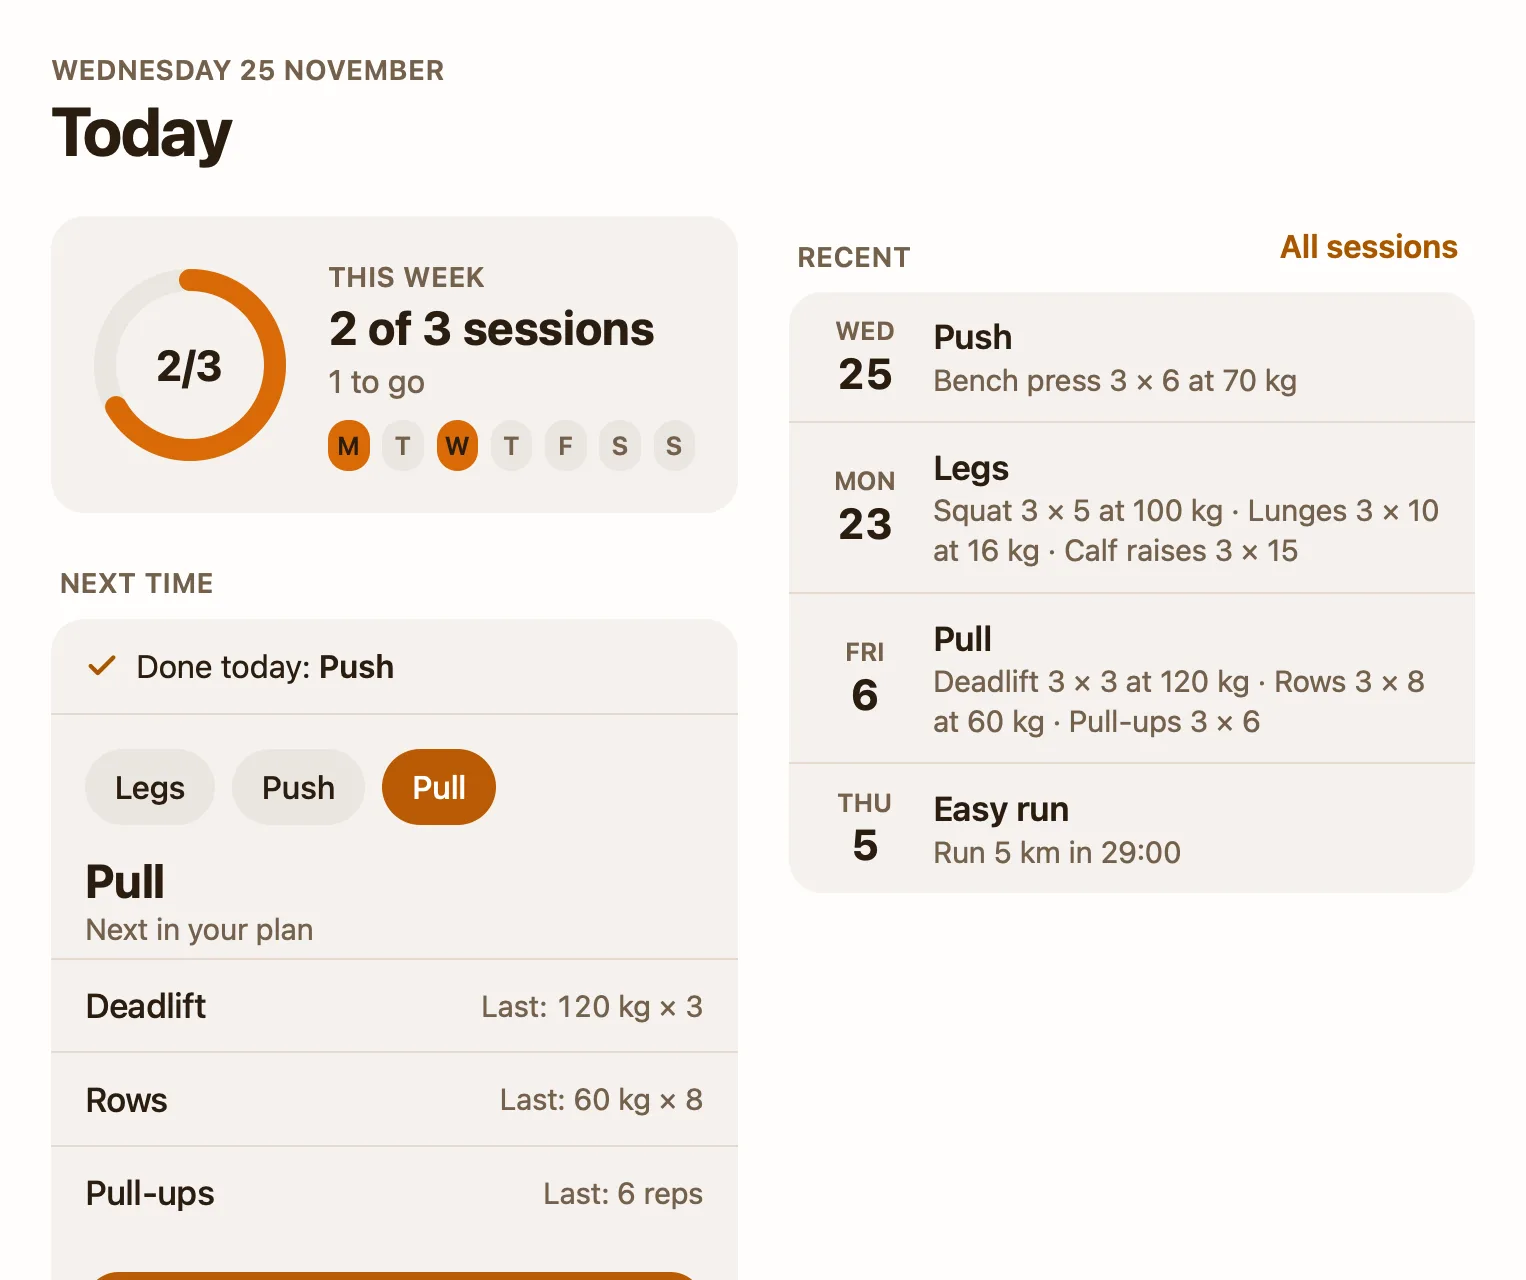 WEDNESDAY 25 NOVEMBER
Today
2/3
THIS WEEK
2 of 3 sessions
1 to go
M T W T F S S
NEXT TIME
Done today: Push
Legs Push Pull
Pull
Next in your plan
Deadlift Last: 120 kg × 3
Rows Last: 60 kg × 8
Pull-ups Last: 6 reps
RECENT All sessions
WED
25
Push
Bench press 3 × 6 at 70 kg
MON
23
Legs
Squat 3 × 5 at 100 kg · Lunges 3 × 10
at 16 kg · Calf raises 3 × 15
FRI
6
Pull
Deadlift 3 × 3 at 120 kg · Rows 3 × 8
at 60 kg · Pull-ups 3 × 6
THU
5
Easy run
Run 5 km in 29:00